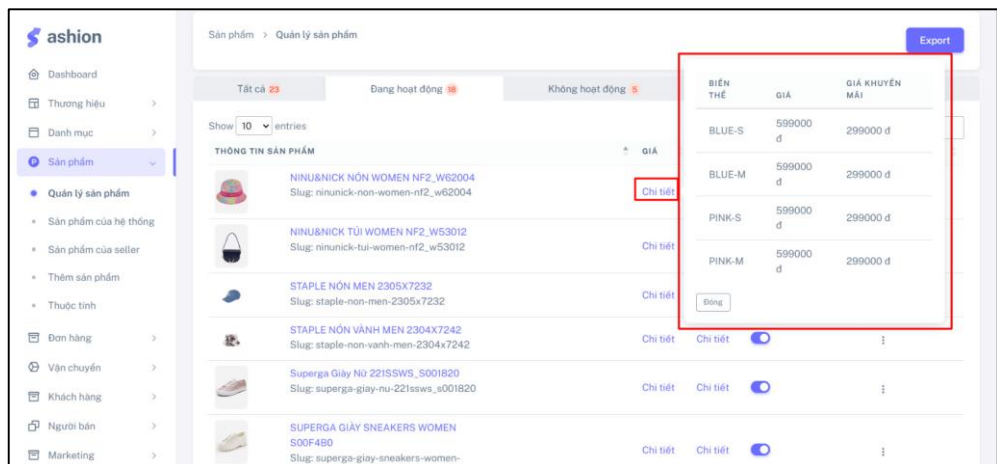 ashion
Dashboard
Thương hiệu
Danh mục
Sản phẩm
Quản lý sản phẩm
Sản phẩm của hệ thống
Sản phẩm của seller
Thêm sản phẩm
Thuộc tính
Đơn hàng
Vận chuyển
Khách hàng
Người bán
Marketing
Sản phẩm > Quản lý sản phẩm
Export
Tất cả 23
Đang hoạt động 18
Không hoạt động 5
Show 10 entries
THÔNG TIN SẢN PHẨM GIÁ
NINU&NICK NÓN WOMEN NF2_W62004
Slug: ninunick-non-women-nf2_w62004
Chi tiết
NINU&NICK TÚI WOMEN NF2_W53012
Slug: ninunick-tui-women-nf2_w53012
Chi tiết
STAPLE NÓN MEN 2305X7232
Slug: staple-non-men-2305x7232
Chi tiết
STAPLE NÓN VÀNH MEN 2304X7242
Slug: staple-non-vanh-men-2304x7242
Chi tiết Chi tiết
Superga Giày Nữ 221SSWS_S001820
Slug: superga-giay-nu-221ssws_s001820
Chi tiết Chi tiết
SUPERGA GIÀY SNEAKERS WOMEN
S00F4B0
Slug: superga-giay-sneakers-women-
Chi tiết Chi tiết
BIẾN
THỂ
GIÁ
GIÁ KHUYẾN
MÃI
BLUE-S
599000
đ
299000 đ
BLUE-M
599000
đ
299000 đ
PINK-S
599000
đ
299000 đ
PINK-M
599000
đ
299000 đ
Đóng